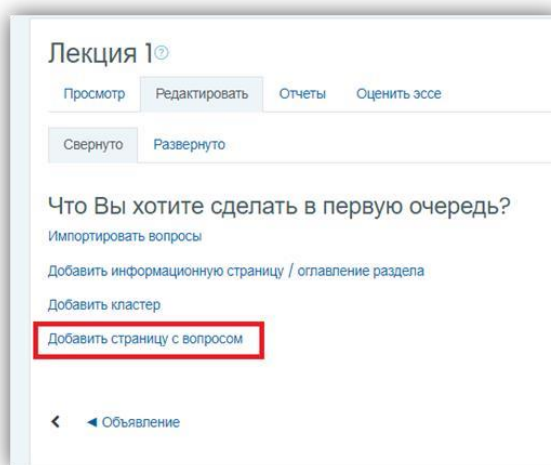 Лекция 1
Просмотр Редактировать Отчеты Оценить эссе
Свернуто Развернуто
Что Вы хотите сделать в первую очередь?
Импортировать вопросы
Добавить информационную страницу / оглавление раздела
Добавить кластер
Добавить страницу с вопросом
◄ Объявление